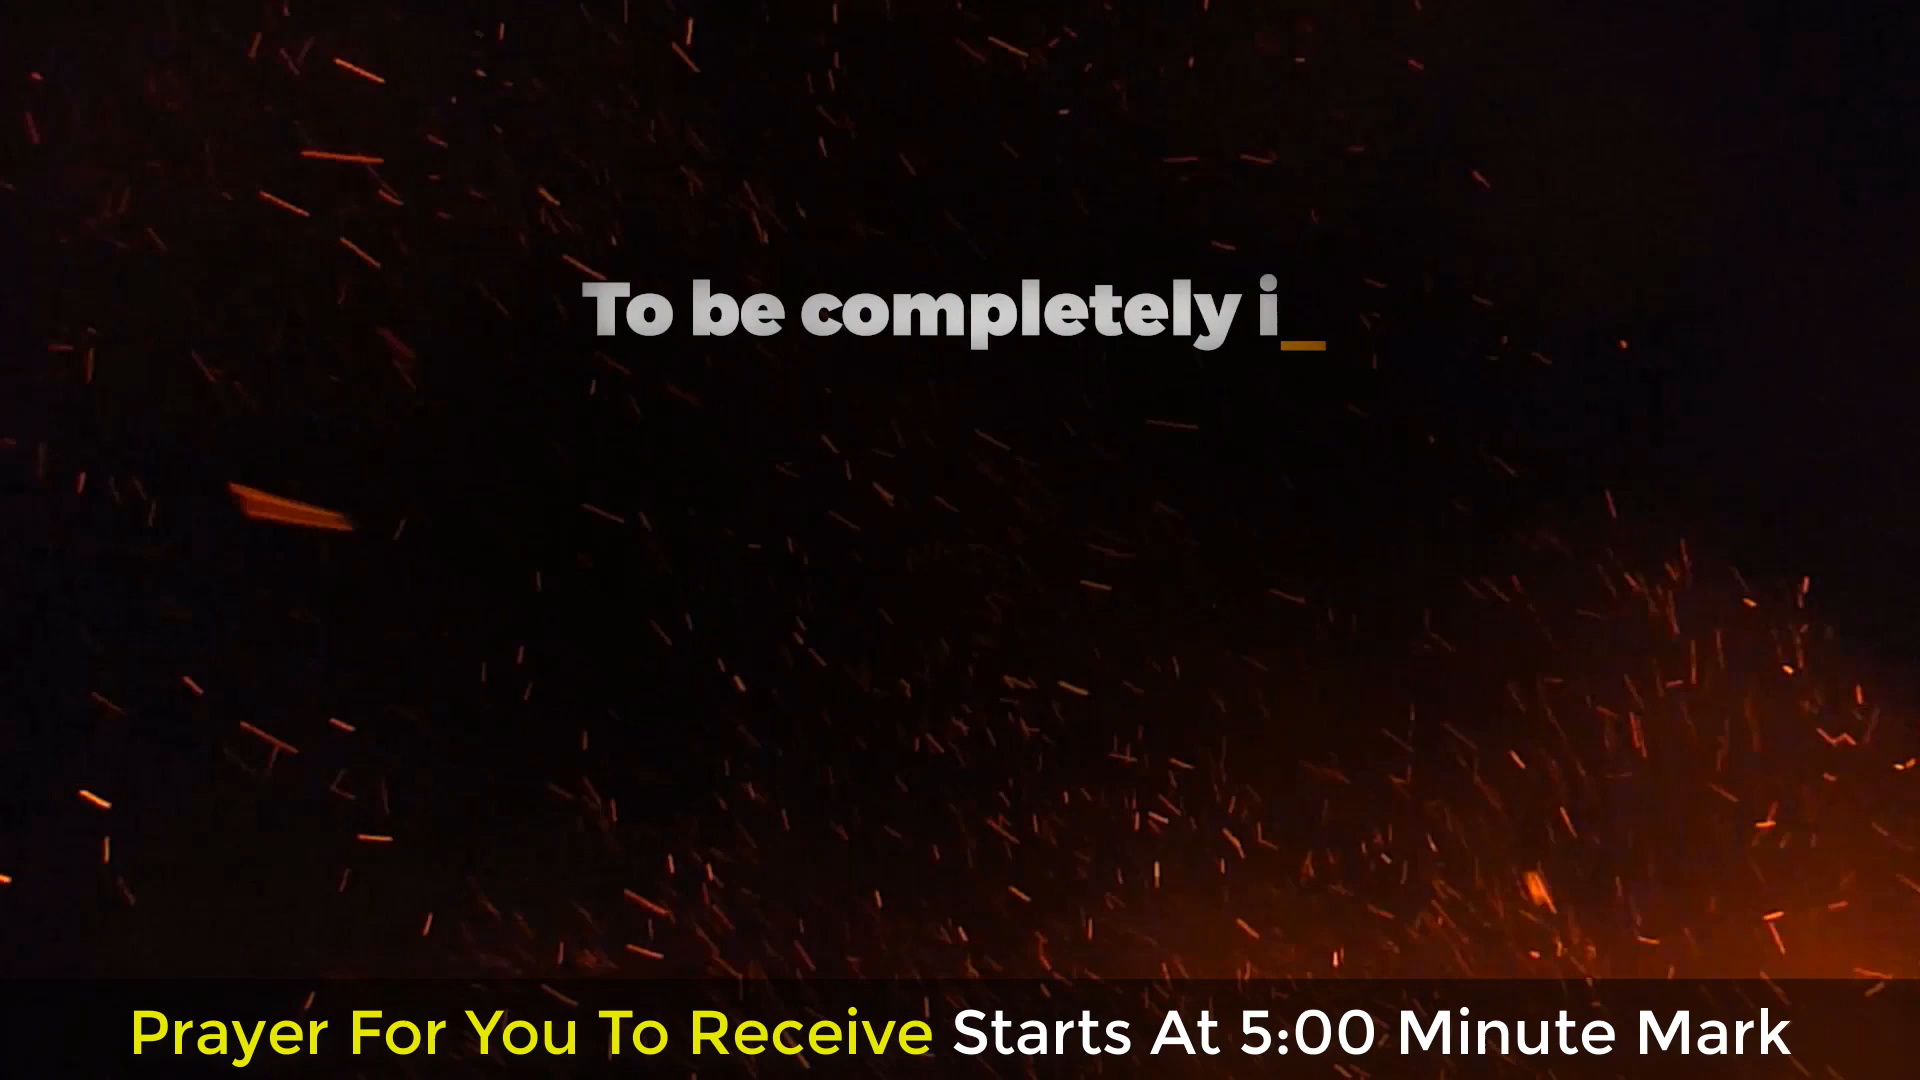 To be completely i_
Prayer For You To Receive Starts At 5:00 Minute Mark